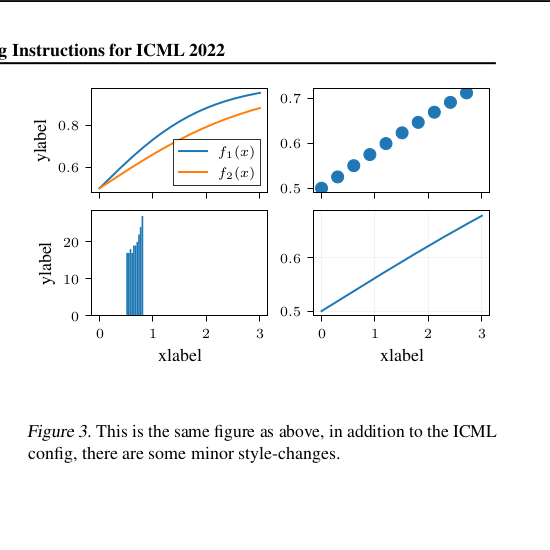 g Instructions for ICML 2022
ylabel
0.8
0.6
f₁(x)
f₂(x)
0.7
0.6
0.5
ylabel
20
10
0
0 1 2 3
xlabel
0.6
0.5
0 1 2 3
xlabel
Figure 3. This is the same figure as above, in addition to the ICML
config, there are some minor style-changes.